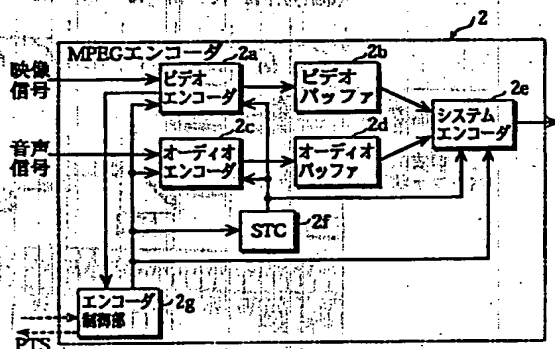 2
MPEGエンコーダ
映像
信号
2a
ビデオ
エンコーダ
2b
ビデオ
バッファ
2e
システム
エンコーダ
音声
信号
2c
オーディオ
エンコーダ
2d
オーディオ
バッファ
STC
2f
エンコーダ
制御部
2g
PTS